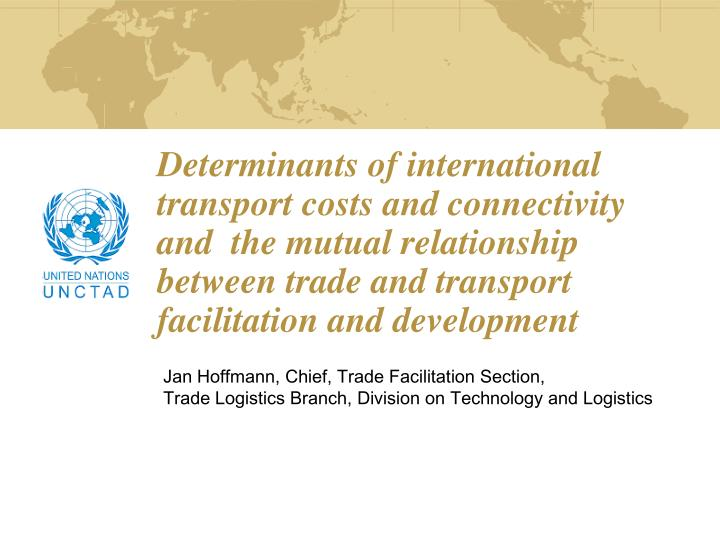 Determinants of international
transport costs and connectivity
and  the mutual relationship
between trade and transport
facilitation and development
UNITED NATIONS
UNCTAD
Jan Hoffmann, Chief, Trade Facilitation Section,
Trade Logistics Branch, Division on Technology and Logistics